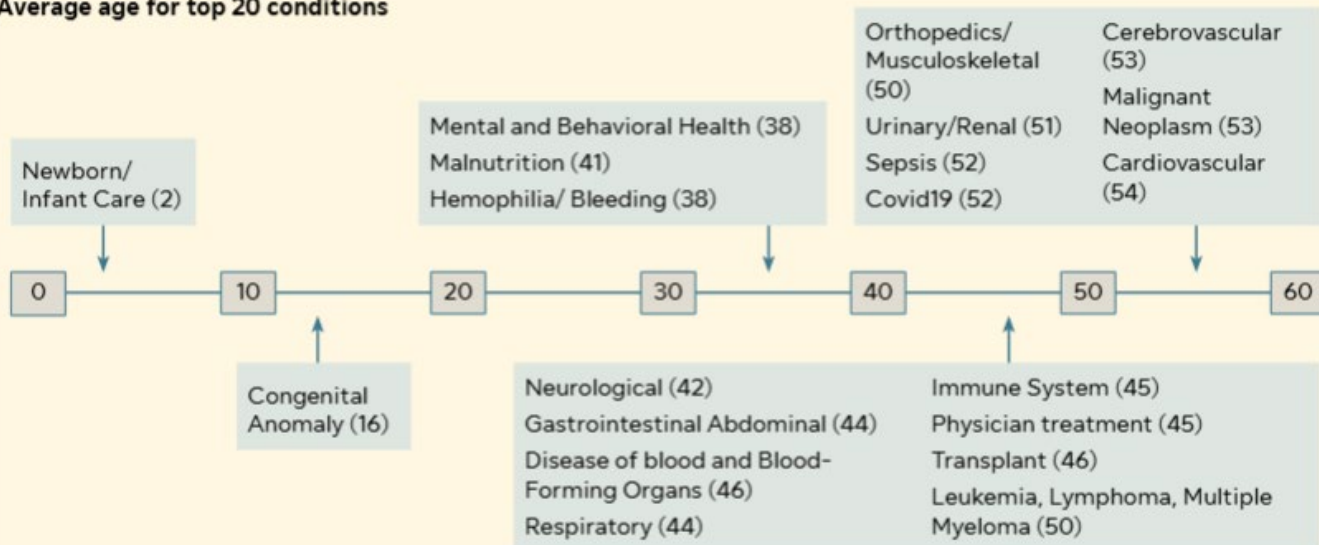 Average age for top 20 conditions
Newborn/
Infant Care (2)
Mental and Behavioral Health (38)
Malnutrition (41)
Hemophilia/ Bleeding (38)
Orthopedics/
Musculoskeletal
(50)
Urinary/Renal (51)
Sepsis (52)
Covid19 (52)
Cerebrovascular
(53)
Malignant
Neoplasm (53)
Cardiovascular
(54)
0 10 20 30 40 50 60
Congenital
Anomaly (16)
Neurological (42)
Gastrointestinal Abdominal (44)
Disease of blood and Blood-
Forming Organs (46)
Respiratory (44)
Immune System (45)
Physician treatment (45)
Transplant (46)
Leukemia, Lymphoma, Multiple
Myeloma (50)